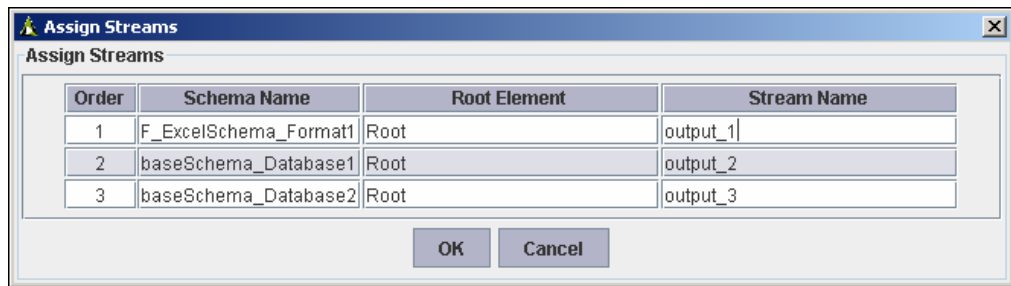 Assign Streams
Assign Streams
Order Schema Name Root Element Stream Name
1 F_ExcelSchema_Format1 Root output_1
2 baseSchema_Database1 Root output_2
3 baseSchema_Database2 Root output_3
OK Cancel